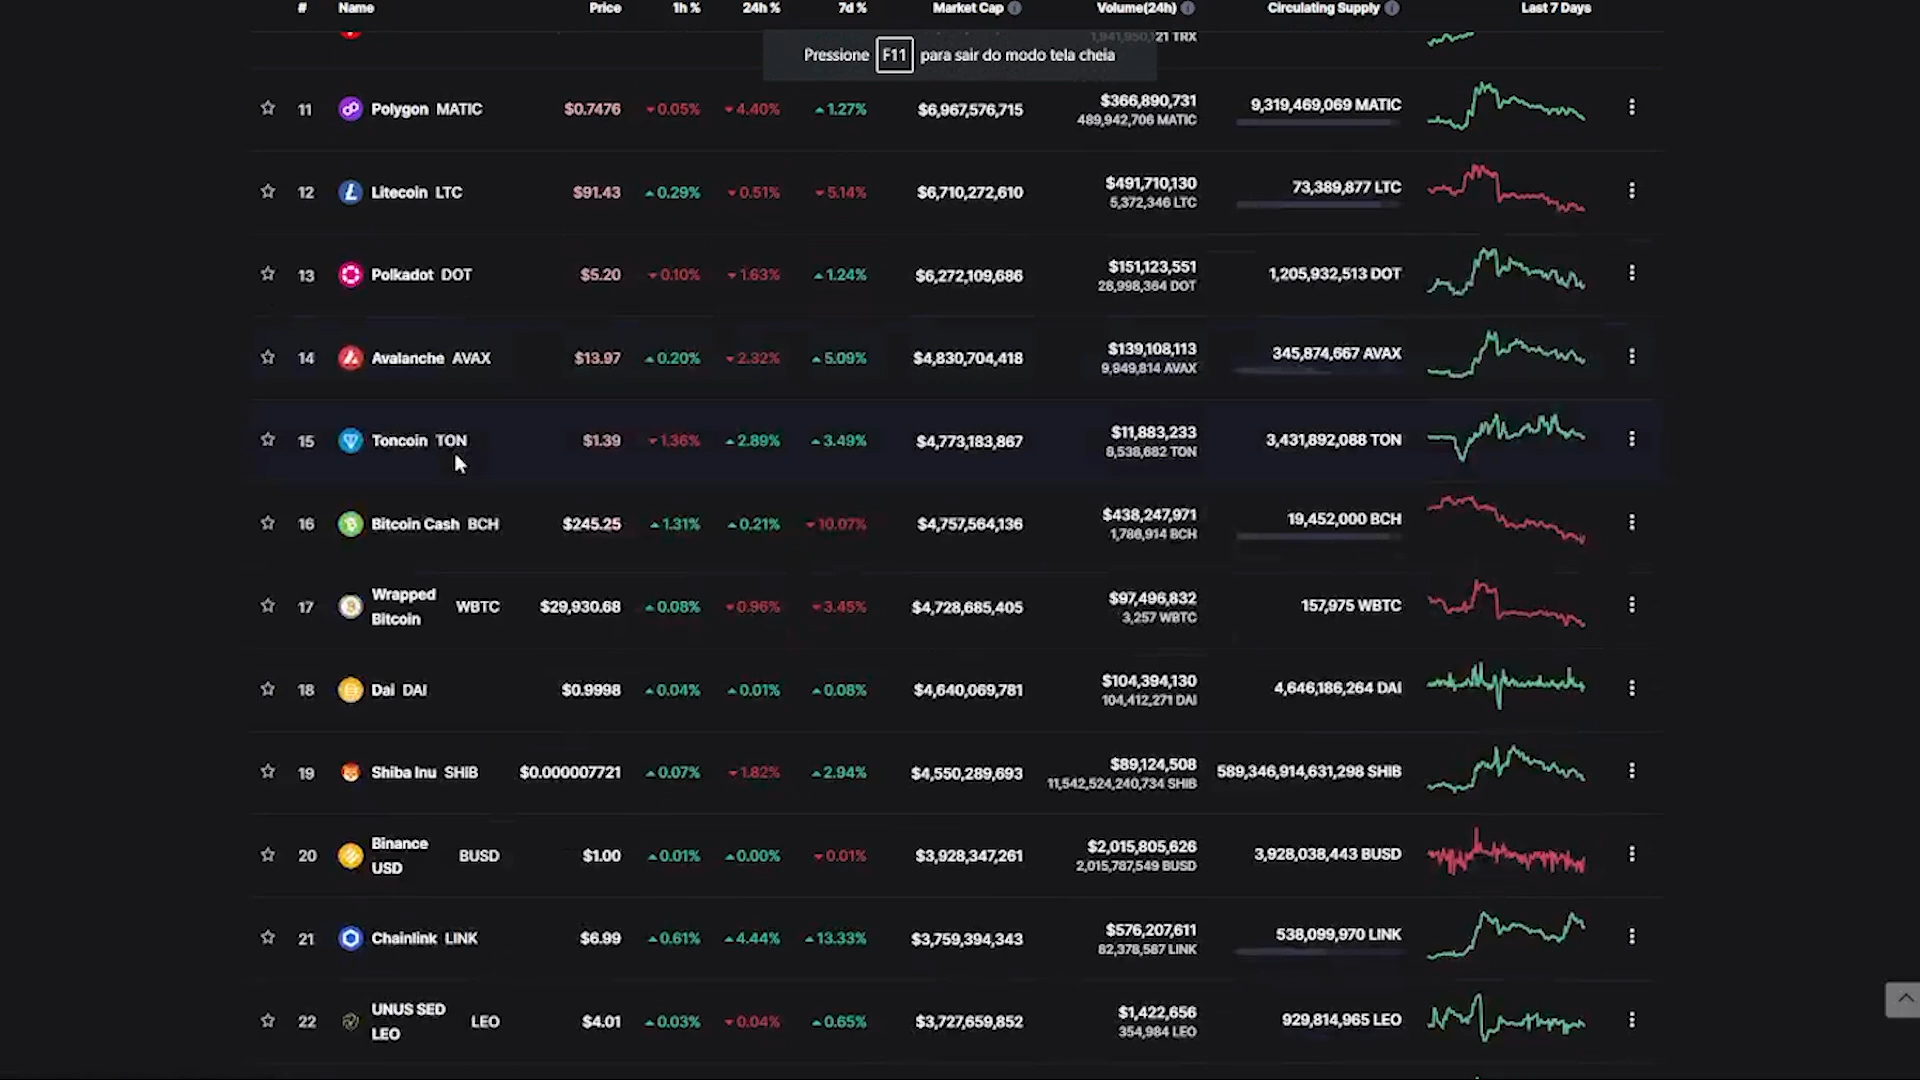 # Name Price 1h % 24h % 7d % Market Cap Volume(24h) Circulating Supply Last 7 Days
1,941,950,121 TRX
Pressione F11 para sair do modo tela cheia
11 Polygon MATIC $0.7476 0.05% 4.40% 1.27% $6,967,576,715 $366,890,731 9,319,469,069 MATIC
489,942,706 MATIC
12 Litecoin LTC $91.43 0.29% 0.51% 5.14% $6,710,272,610 $491,710,130 73,389,877 LTC
5,372,346 LTC
13 Polkadot DOT $5.20 0.10% 1.63% 1.24% $6,272,109,686 $151,123,551 1,205,932,513 DOT
28,998,364 DOT
14 Avalanche AVAX $13.97 0.20% 2.32% 5.09% $4,830,704,418 $139,108,113 345,874,667 AVAX
9,949,814 AVAX
15 Toncoin TON $1.39 1.36% 2.89% 3.49% $4,773,183,867 $11,883,233 3,431,892,088 TON
8,538,682 TON
16 Bitcoin Cash BCH $245.25 1.31% 0.21% 10.07% $4,757,564,136 $438,247,971 19,452,000 BCH
1,786,914 BCH
17 Wrapped Bitcoin WBTC $29,930.68 0.08% 0.96% 3.45% $4,728,685,405 $97,496,832 157,975 WBTC
3,257 WBTC
18 Dai DAI $0.9998 0.04% 0.01% 0.08% $4,640,069,781 $104,394,130 4,646,186,264 DAI
104,412,271 DAI
19 Shiba Inu SHIB $0.000007721 0.07% 1.82% 2.94% $4,550,289,693 $89,124,508 589,346,914,631,298 SHIB
11,542,524,240,734 SHIB
20 Binance USD BUSD $1.00 0.01% 0.00% 0.01% $3,928,347,261 $2,015,805,626 3,928,038,443 BUSD
2,015,787,549 BUSD
21 Chainlink LINK $6.99 0.61% 4.44% 13.33% $3,759,394,343 $576,207,611 538,099,970 LINK
82,378,587 LINK
22 UNUS SED LEO LEO $4.01 0.03% 0.04% 0.65% $3,727,659,852 $1,422,656 929,814,965 LEO
354,984 LEO